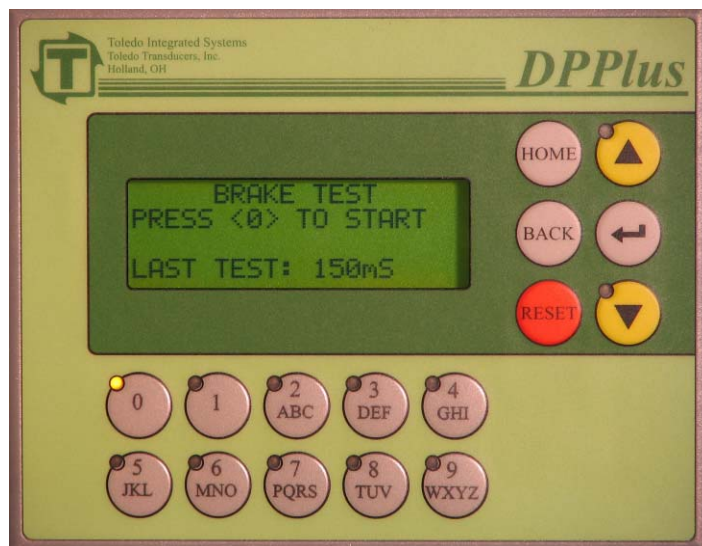 T
Toledo Integrated Systems
Toledo Transducers, Inc.
Holland, OH
DPPlus
BRAKE TEST
PRESS <0> TO START
LAST TEST: 150mS
HOME
BACK
RESET
0
1
2
ABC
3
DEF
4
GHI
5
JKL
6
MNO
7
PQRS
8
TUV
9
WXYZ